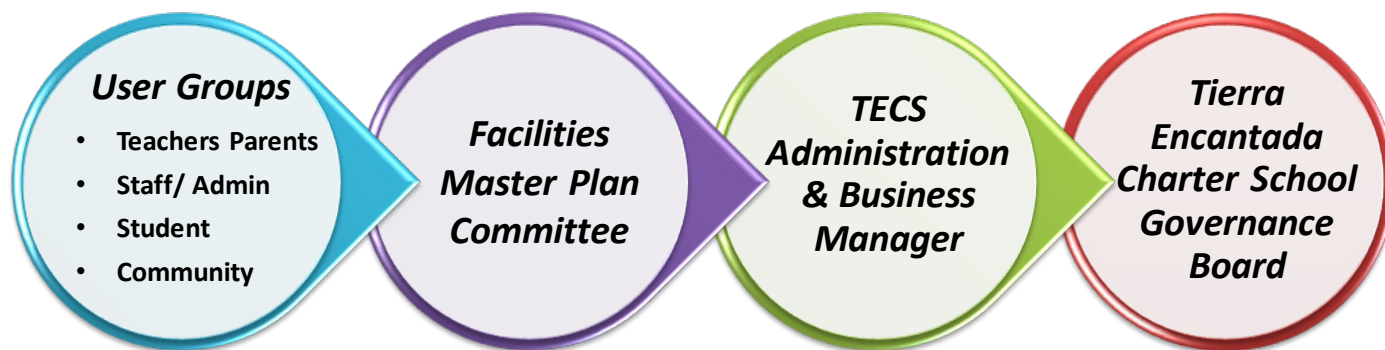 User Groups
• Teachers Parents
• Staff/ Admin
• Student
• Community
Facilities
Master Plan
Committee
TECS
Administration
& Business
Manager
Tierra
Encantada
Charter School
Governance
Board